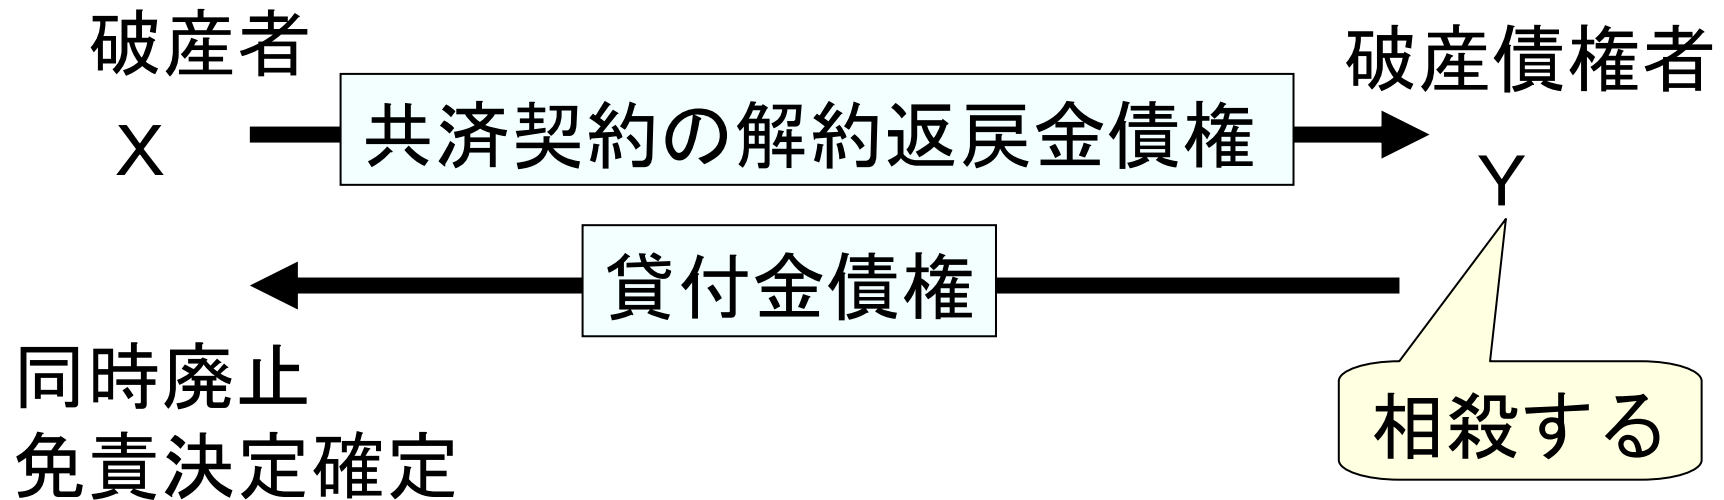 破産者
X
共済契約の解約返戻金債権
破産債権者
Y
貸付金債権
同時廃止
免責決定確定
相殺する